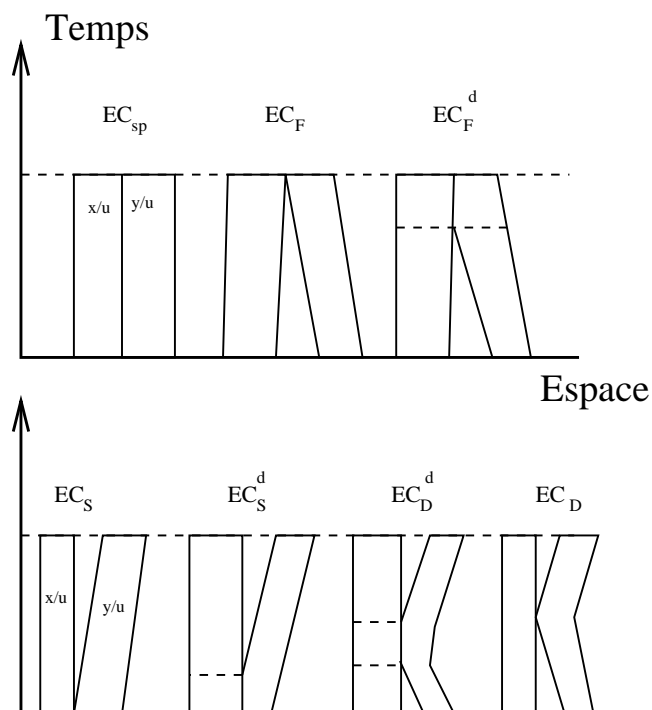 Temps
EC_sp EC_F EC_F^d
x/u y/u
Espace
EC_S EC_S^d EC_D^d EC_D
x/u y/u